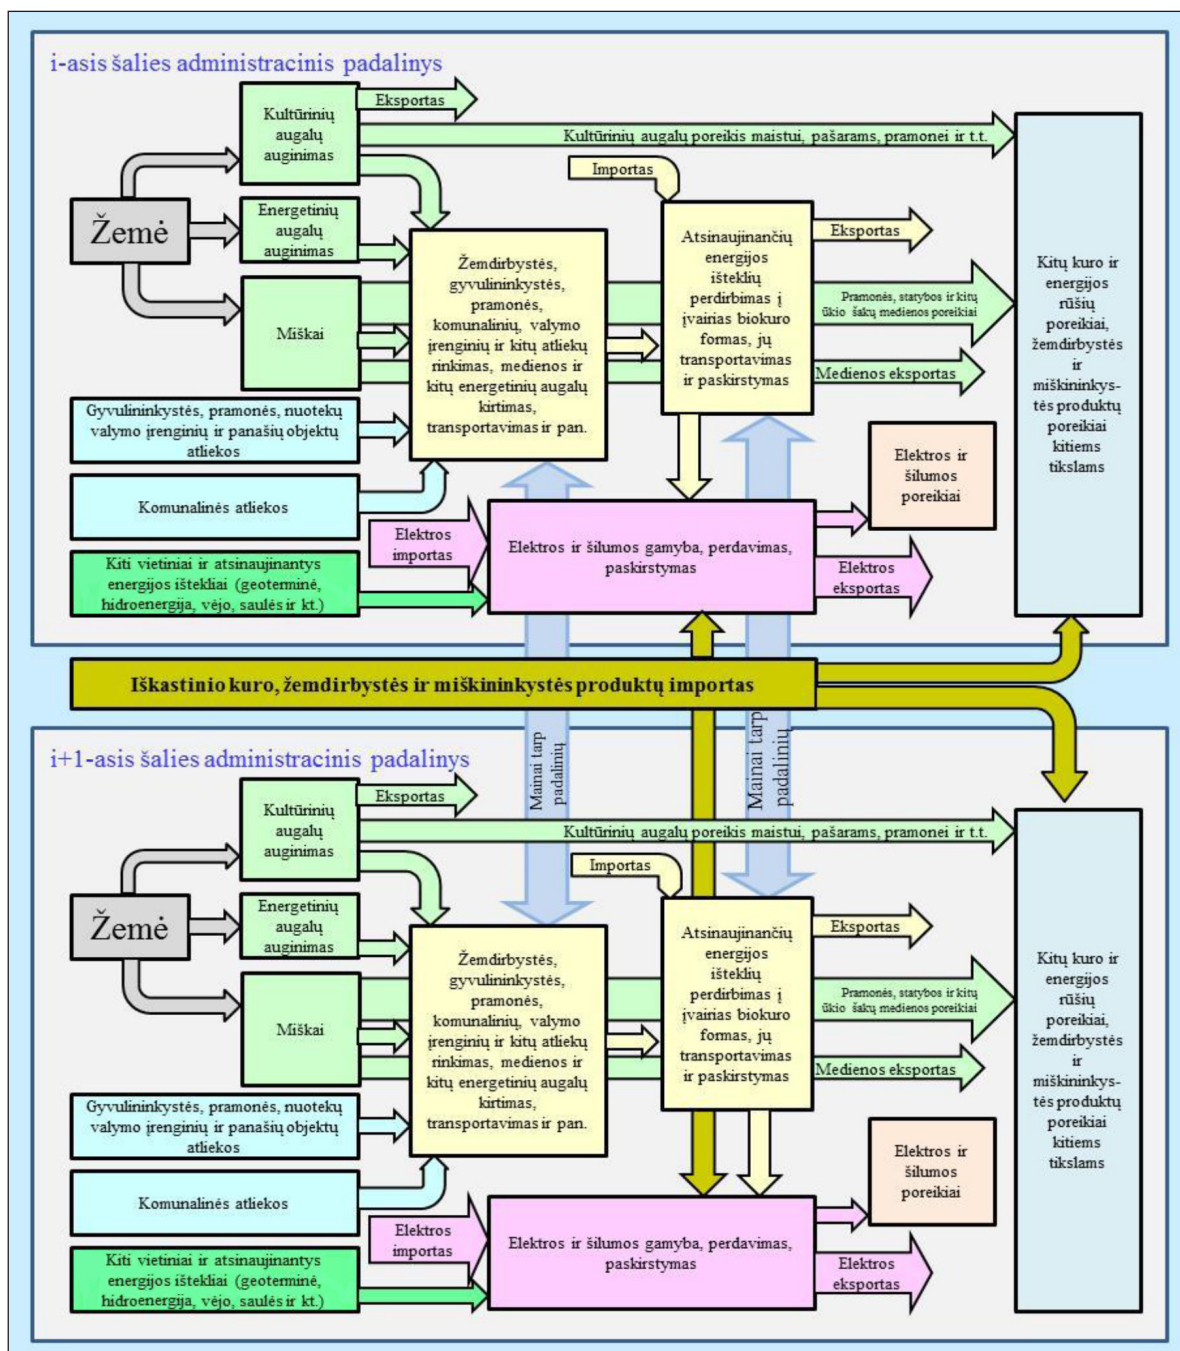 i-asis šalies administracinis padalinys
Kultūrinių
augalų
auginimas
Eksportas
Kultūrinių augalų poreikis maistui, pašarams, pramonei ir t.t.
Importas
Žemė
Energetinių
augalų
auginimas
Miškai
Žemdirbystės,
gyvulininkystės,
pramonės,
komunalinių, valymo
įrenginių ir kitų atliekų
rinkimas, medienos ir
kitų energetinių augalų
kirtimas,
transportavimas ir pan.
Atsinaujinančių
energijos
išteklių
perdirbimas į
įvairias biokuro
formas, jų
transportavimas
ir paskirstymas
Eksportas
Pramonės, statybos ir kitų
ūkio šakų medienos poreikiai
Medienos eksportas
Kitų kuro ir
energijos
rūšių
poreikiai,
žemdirbystės
ir
miškininkys-
tės produktų
poreikiai
kitiems
tikslams
Gyvulininkystės, pramonės, nuotekų
valymo įrenginių ir panašių objektų
atliekos
Komunalinės atliekos
Kiti vietiniai ir atsinaujinantys
energijos ištekliai (geoterminė,
hidroenergija, vėjo, saulės ir kt.)
Elektros
importas
Elektros ir šilumos gamyba, perdavimas,
paskirstymas
Elektros ir
šilumos
poreikiai
Elektros
eksportas
Iškastinio kuro, žemdirbystės ir miškininkystės produktų importas
Mainai tarp
padalinių
Mainai tarp
padalinių
i+1-asis šalies administracinis padalinys
Kultūrinių
augalų
auginimas
Eksportas
Kultūrinių augalų poreikis maistui, pašarams, pramonei ir t.t.
Importas
Žemė
Energetinių
augalų
auginimas
Miškai
Žemdirbystės,
gyvulininkystės,
pramonės,
komunalinių, valymo
įrenginių ir kitų atliekų
rinkimas, medienos ir
kitų energetinių augalų
kirtimas,
transportavimas ir pan.
Atsinaujinančių
energijos
išteklių
perdirbimas į
įvairias biokuro
formas, jų
transportavimas
ir paskirstymas
Eksportas
Pramonės, statybos ir kitų
ūkio šakų medienos poreikiai
Medienos eksportas
Kitų kuro ir
energijos
rūšių
poreikiai,
žemdirbystės
ir
miškininkys-
tės produktų
poreikiai
kitiems
tikslams
Gyvulininkystės, pramonės, nuotekų
valymo įrenginių ir panašių objektų
atliekos
Komunalinės atliekos
Kiti vietiniai ir atsinaujinantys
energijos ištekliai (geoterminė,
hidroenergija, vėjo, saulės ir kt.)
Elektros
importas
Elektros ir šilumos gamyba, perdavimas,
paskirstymas
Elektros ir
šilumos
poreikiai
Elektros
eksportas